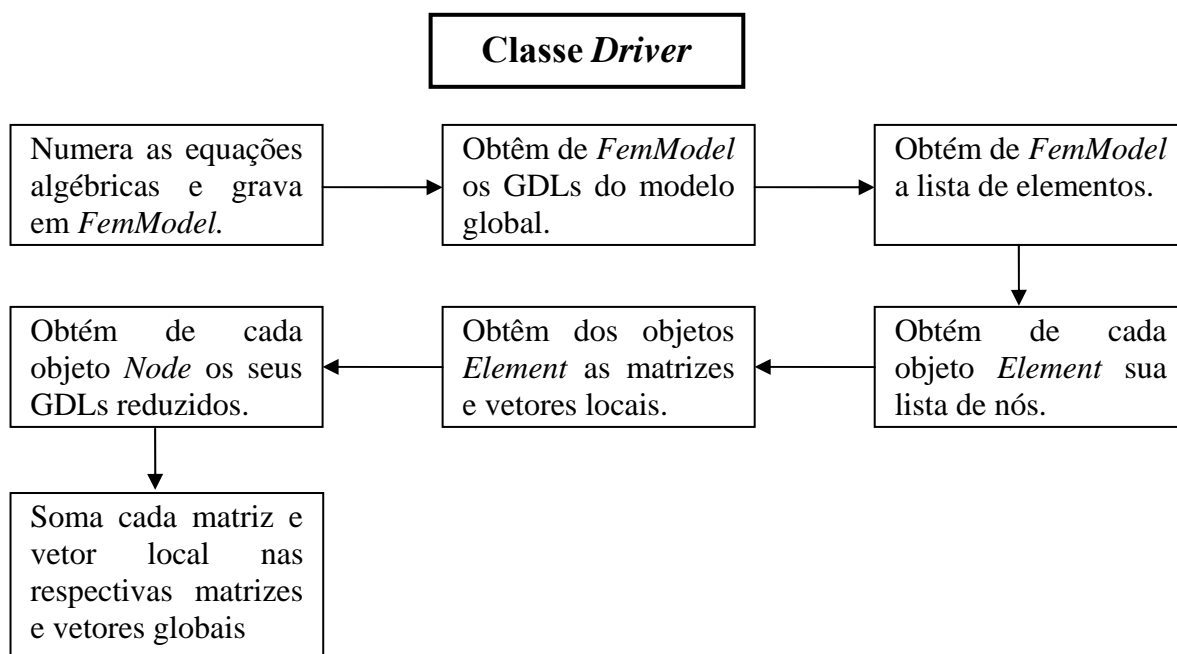 Classe Driver
Numera as equações
algébricas e grava
em FemModel.
Obtêm de FemModel
os GDLs do modelo
global.
Obtém de FemModel
a lista de elementos.
Obtém de cada
objeto Element sua
lista de nós.
Obtêm dos objetos
Element as matrizes
e vetores locais.
Obtém de cada
objeto Node os seus
GDLs reduzidos.
Soma cada matriz e
vetor local nas
respectivas matrizes
e vetores globais